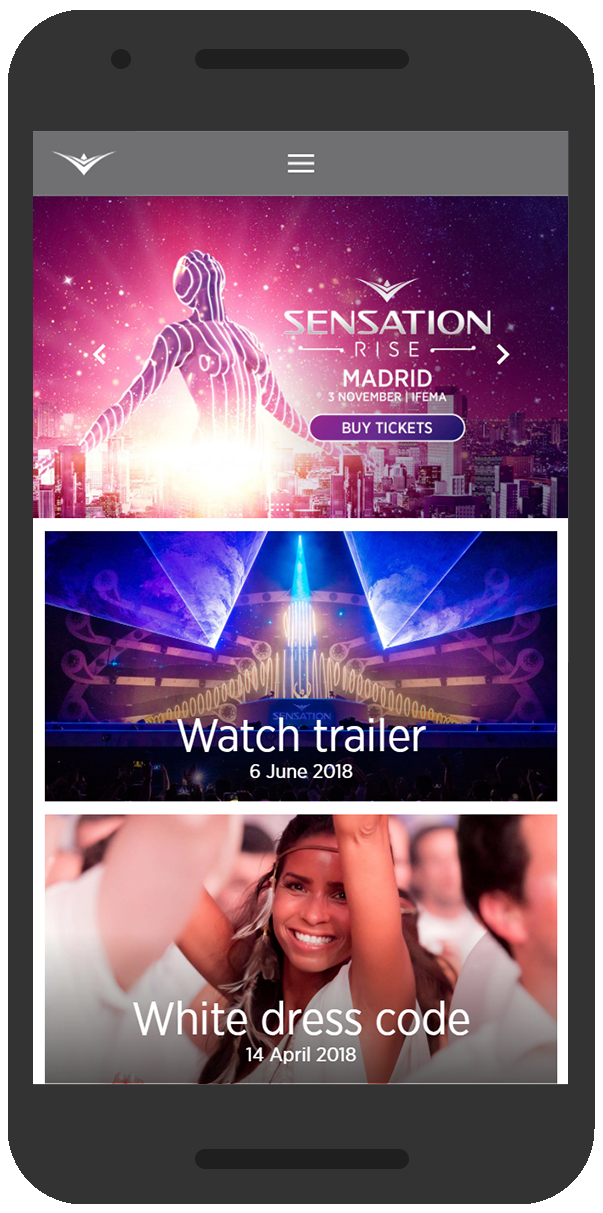 SENSATION
RISE
MADRID
3 NOVEMBER | IFEMA
BUY TICKETS
SENSATION
Watch trailer
6 June 2018
White dress code
14 April 2018